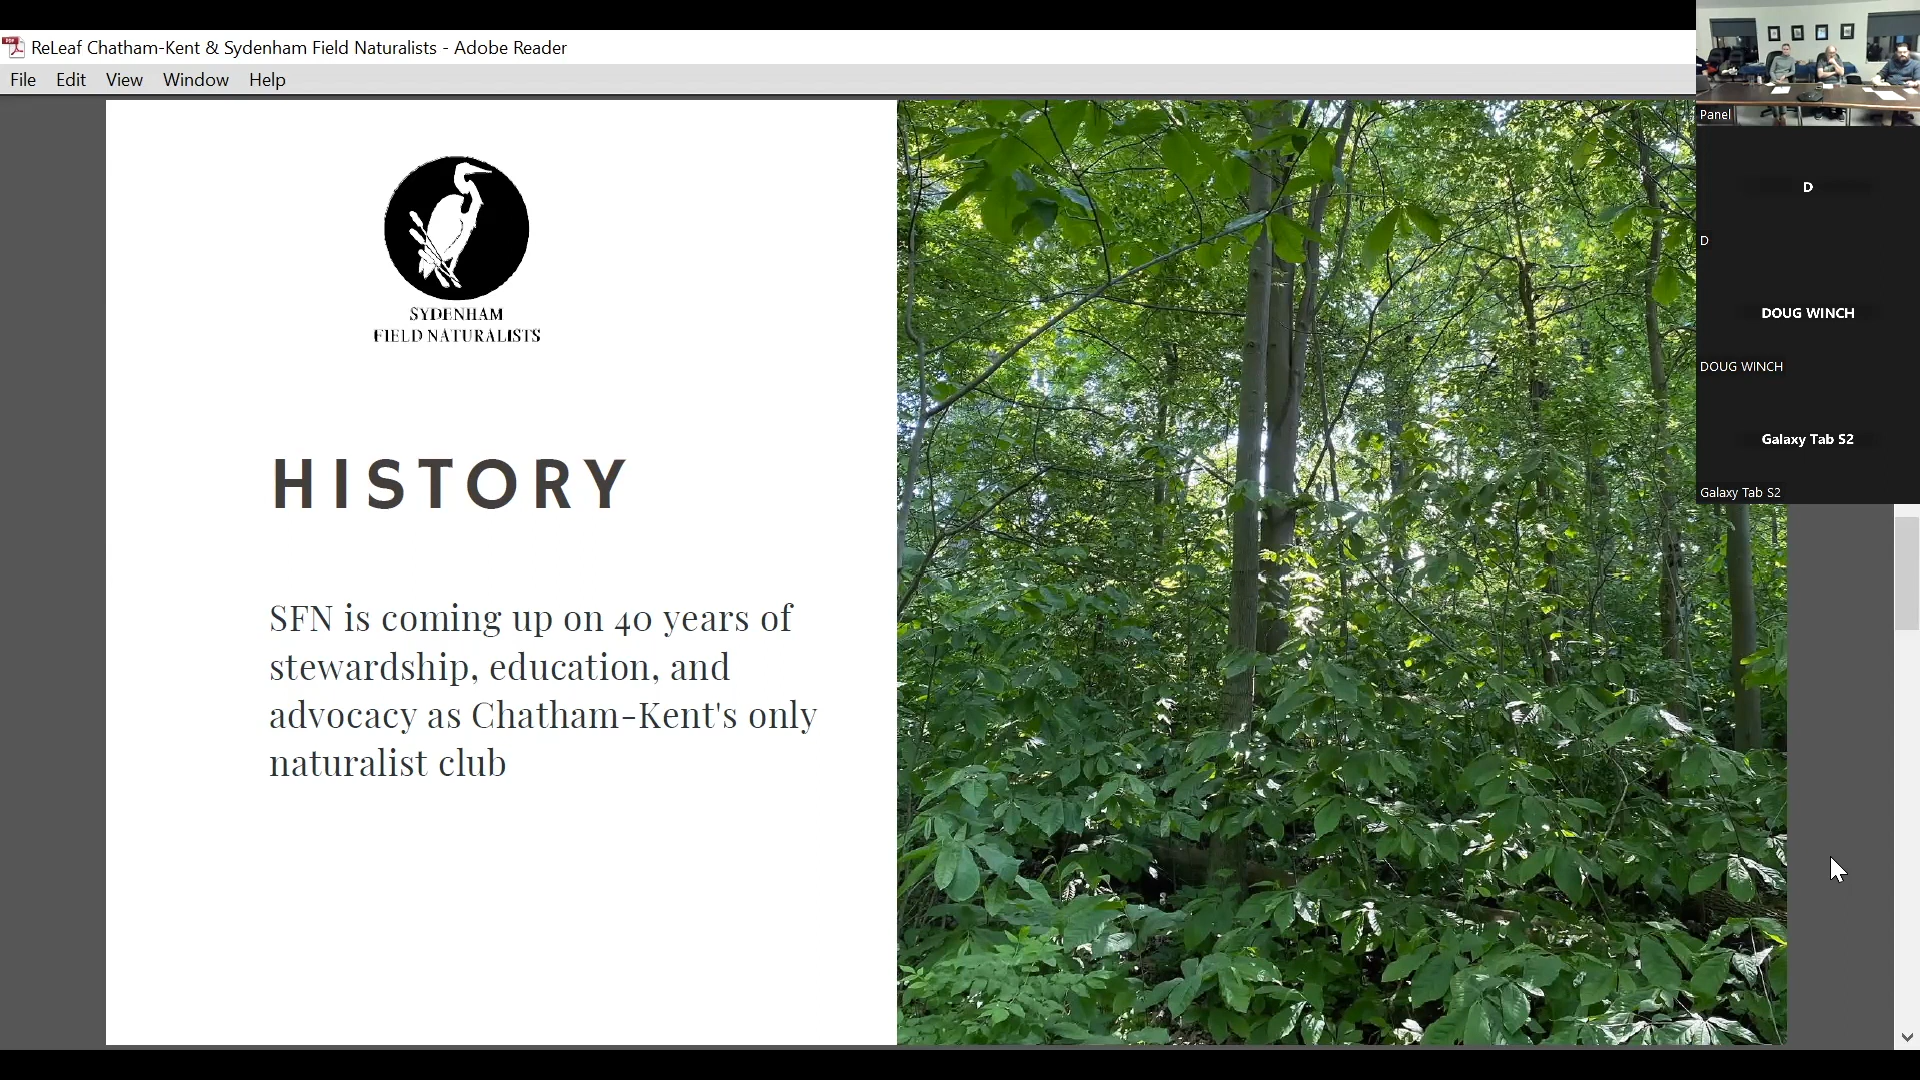 ReLeaf Chatham-Kent & Sydenham Field Naturalists - Adobe Reader
File Edit View Window Help
SYDENHAM
FIELD NATURALISTS
HISTORY
SFN is coming up on 40 years of
stewardship, education, and
advocacy as Chatham-Kent's only
naturalist club
Panel
D
D
DOUG WINCH
DOUG WINCH
Galaxy Tab S2
Galaxy Tab S2